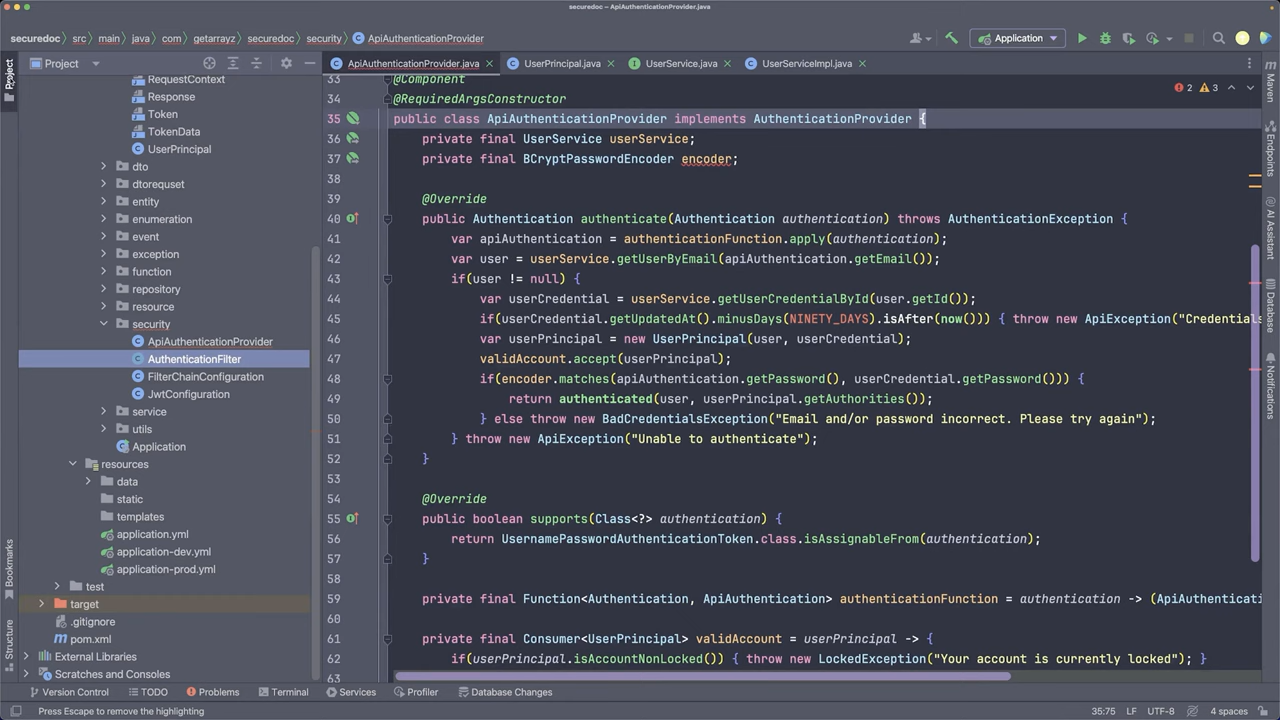 securedoc – ApiAuthenticationProvider.java
securedoc src main java com getarrayz securedoc security ApiAuthenticationProvider
Application
Project
ApiAuthenticationProvider.java
UserPrincipal.java
UserService.java
UserServiceImpl.java
Project
Bookmarks
Structure
RequestContext
Response
Token
TokenData
UserPrincipal
dto
dtorequset
entity
enumeration
event
exception
function
repository
resource
security
ApiAuthenticationProvider
AuthenticationFilter
FilterChainConfiguration
JwtConfiguration
service
utils
Application
resources
data
static
templates
application.yml
application-dev.yml
application-prod.yml
test
target
.gitignore
pom.xml
External Libraries
Scratches and Consoles
2 3
33 @Component
34 @RequiredArgsConstructor
35 public class ApiAuthenticationProvider implements AuthenticationProvider {
36 private final UserService userService;
37 private final BCryptPasswordEncoder encoder;
38
39 @Override
40 public Authentication authenticate(Authentication authentication) throws AuthenticationException {
41 var apiAuthentication = authenticationFunction.apply(authentication);
42 var user = userService.getUserByEmail(apiAuthentication.getEmail());
43 if(user != null) {
44 var userCredential = userService.getUserCredentialById(user.getId());
45 if(userCredential.getUpdatedAt().minusDays(NINETY_DAYS).isAfter(now())) { throw new ApiException("Credentials
46 var userPrincipal = new UserPrincipal(user, userCredential);
47 validAccount.accept(userPrincipal);
48 if(encoder.matches(apiAuthentication.getPassword(), userCredential.getPassword())) {
49 return authenticated(user, userPrincipal.getAuthorities());
50 } else throw new BadCredentialsException("Email and/or password incorrect. Please try again");
51 } throw new ApiException("Unable to authenticate");
52 }
53
54 @Override
55 public boolean supports(Class<?> authentication) {
56 return UsernamePasswordAuthenticationToken.class.isAssignableFrom(authentication);
57 }
58
59 private final Function<Authentication, ApiAuthentication> authenticationFunction = authentication -> (ApiAuthentica
60
61 private final Consumer<UserPrincipal> validAccount = userPrincipal -> {
62 if(userPrincipal.isAccountNonLocked()) { throw new LockedException("Your account is currently locked"); }
63
Maven
Endpoints
AI Assistant
Database
Notifications
Version Control TODO Problems Terminal Services Profiler Database Changes
Press Escape to remove the highlighting
35:75 LF UTF-8 4 spaces